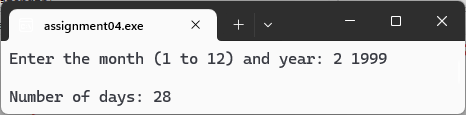 assignment04.exe
Enter the month (1 to 12) and year: 2 1999
Number of days: 28